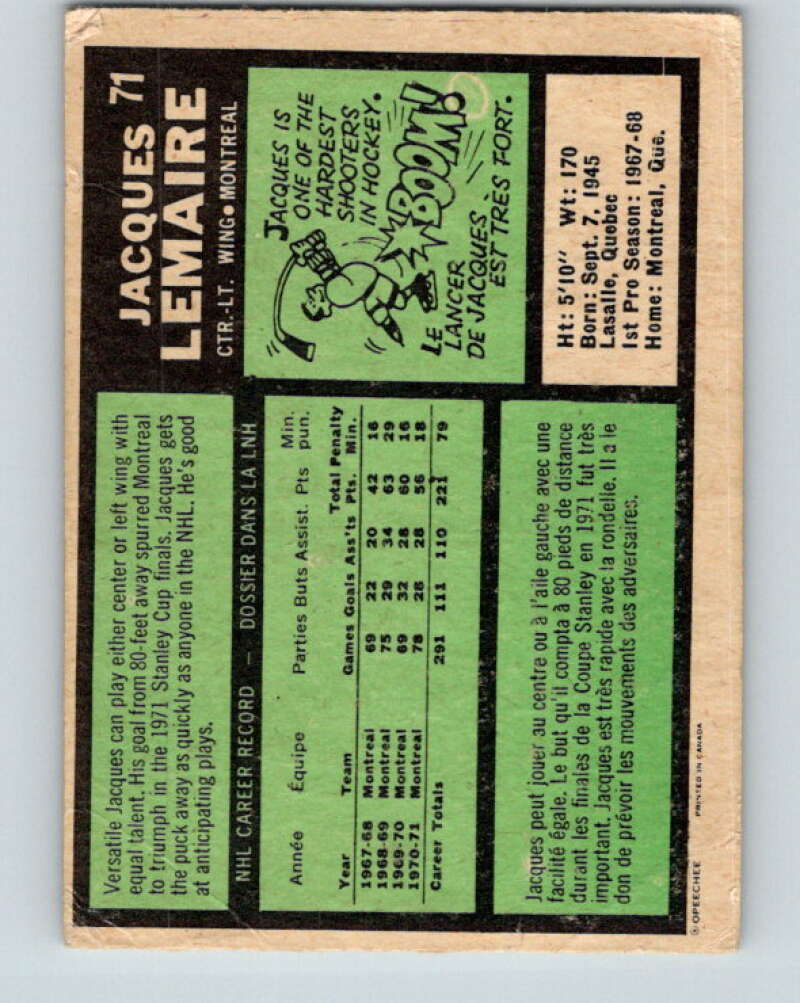 JACQUES 71
LEMAIRE
CTR.-LT. WING • MONTREAL
Versatile Jacques can play either center or left wing with
equal talent. His goal from 80-feet away spurred Montreal
to triumph in the 1971 Stanley Cup finals. Jacques gets
the puck away as quickly as anyone in the NHL. He's good
at anticipating plays.
JACQUES IS
ONE OF THE
HARDEST
SHOOTERS
IN HOCKEY.
BOOM!
LE
LANCER
DE JACQUES
EST TRÈS FORT.
NHL CAREER RECORD — DOSSIER DANS LA LNH
Min.
Année Équipe Parties Buts Assist. Pts pun.
Total Penalty
Year Team Games Goals Ass'ts Pts. Min.
1967-68 Montreal 69 22 20 42 16
1968-69 Montreal 75 29 34 63 29
1969-70 Montreal 69 32 28 60 16
1970-71 Montreal 78 28 28 56 18
Career Totals 291 111 110 221 79
Ht: 5'10" Wt: 170
Born: Sept. 7, 1945
Lasalle, Quebec
1st Pro Season: 1967-68
Home: Montreal, Que.
Jacques peut jouer au centre ou à l'aile gauche avec une
facilité égale. Le but qu'il compta à 80 pieds de distance
durant les finales de la Coupe Stanley en 1971 fut très
important. Jacques est très rapide avec la rondelle. Il a le
don de prévoir les mouvements des adversaires.
© OPEECHEE PRINTED IN CANADA